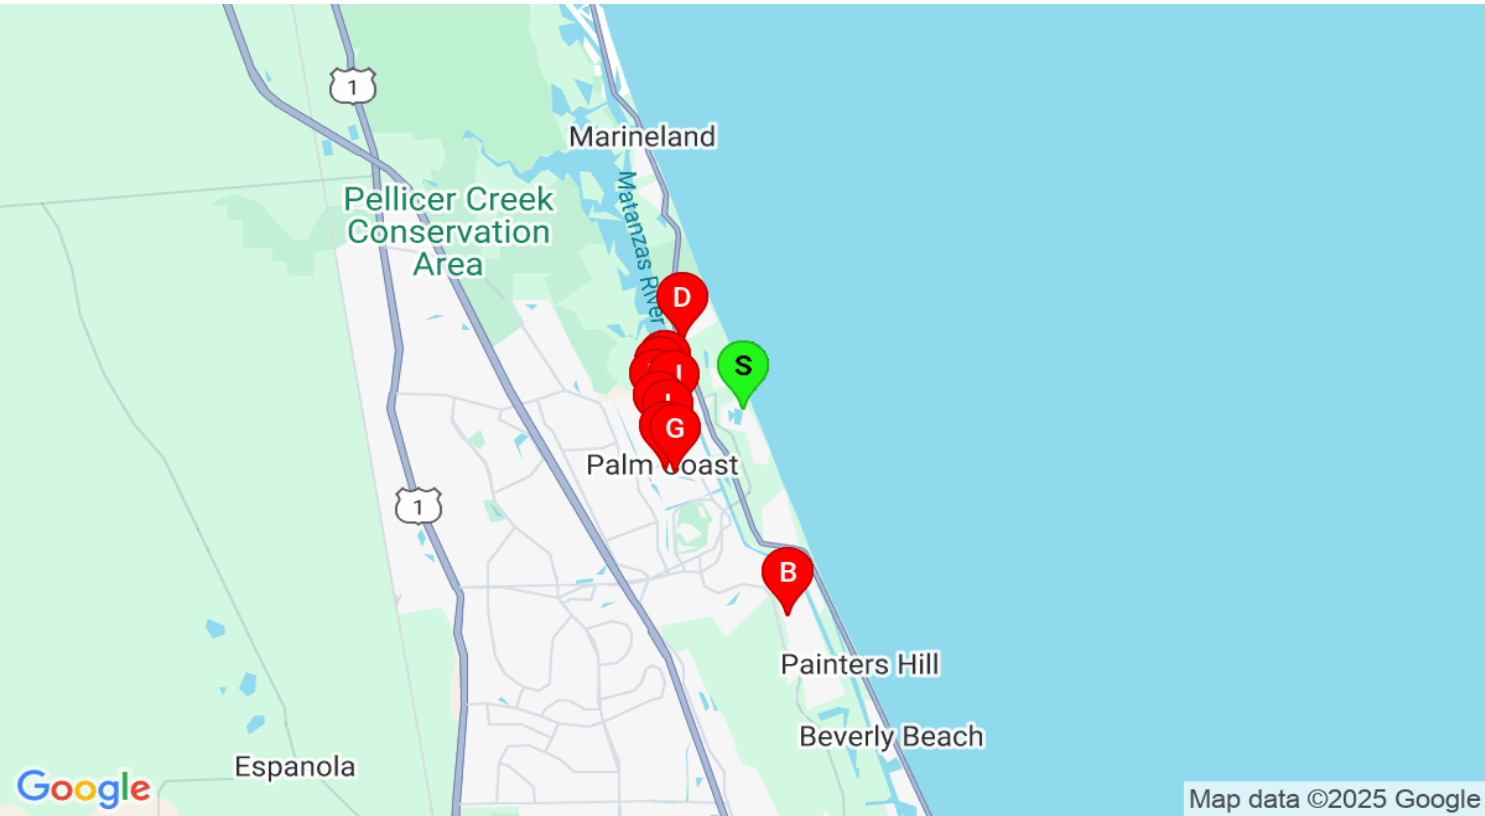 1
Marineland
Pellicer Creek
Conservation
Area
Matanzas River
D
S
G
Palm Coast
1
B
Painters Hill
Beverly Beach
Espanola
Google
Map data ©2025 Google